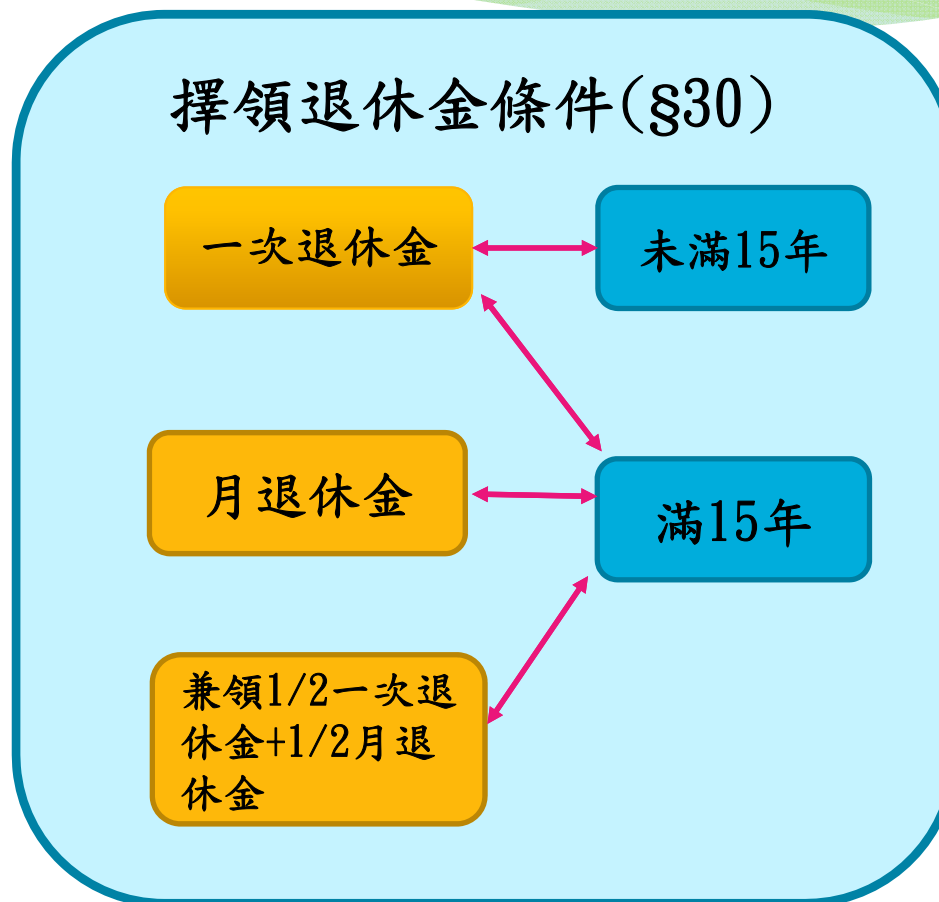 擇領退休金條件(§30)
一次退休金
未滿15年
月退休金
滿15年
兼領1/2一次退
休金+1/2月退
休金